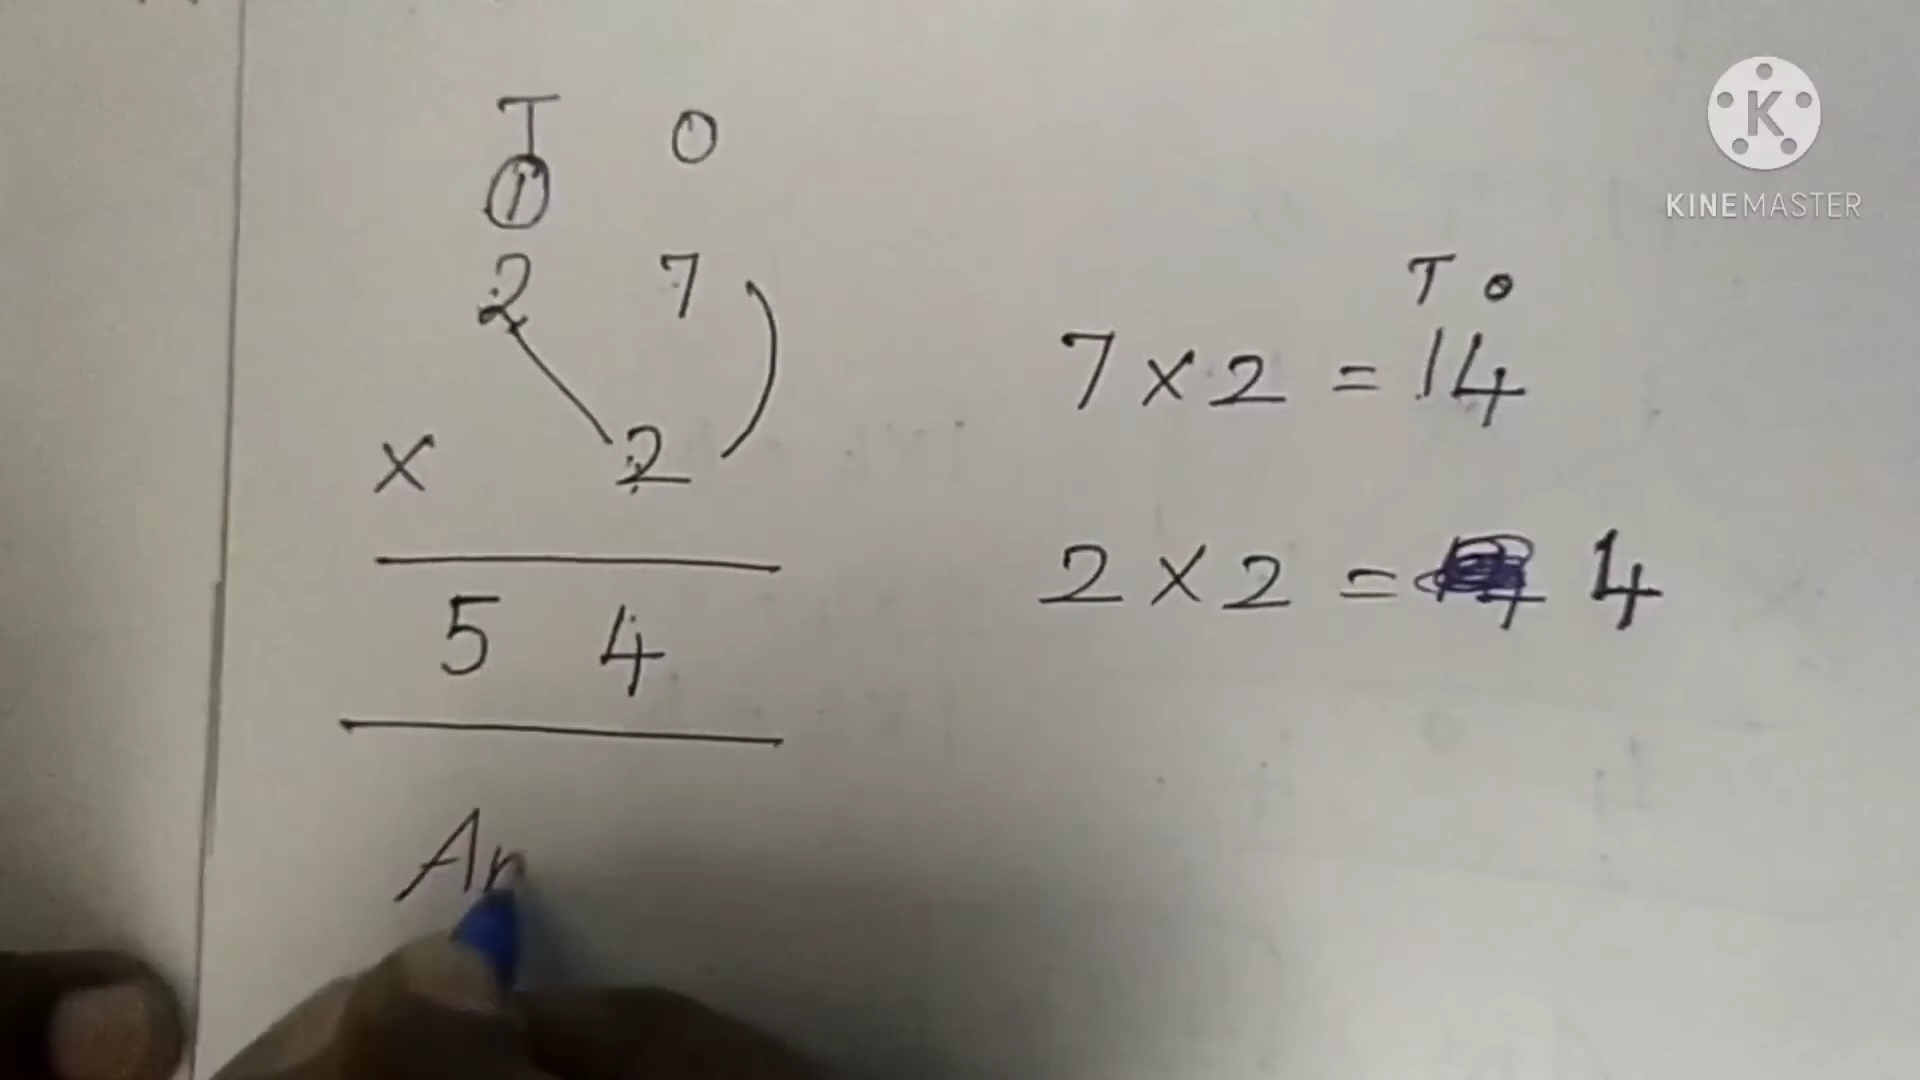 T O
1
2 7
× 2
5 4
An
T O
7 × 2 = 14
2 × 2 = 4
K
KINEMASTER